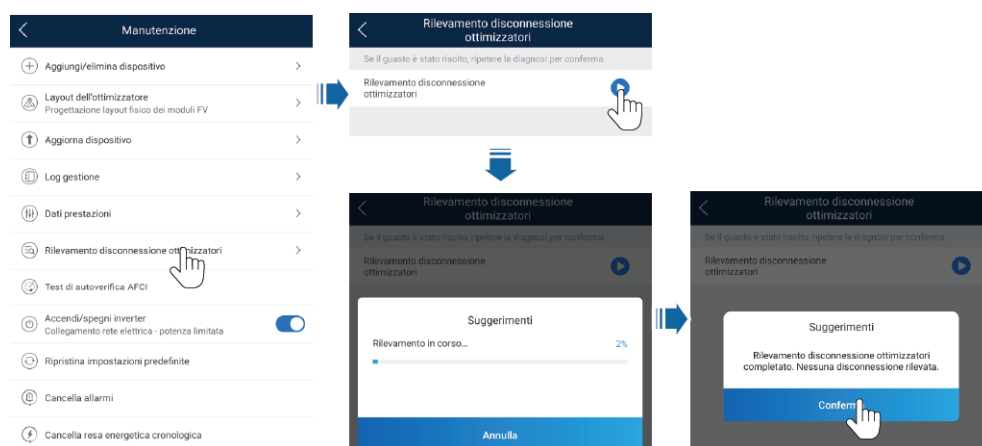 Manutenzione
Aggiungi/elimina dispositivo
Layout dell'ottimizzatore
Progettazione layout fisico dei moduli FV
Aggiorna dispositivo
Log gestione
Dati prestazioni
Rilevamento disconnessione ottimizzatori
Test di autoverifica AFCI
Accendi/spegni inverter
Collegamento rete elettrica - potenza limitata
Ripristina impostazioni predefinite
Cancella allarmi
Cancella resa energetica cronologica
Rilevamento disconnessione
ottimizzatori
Se il guasto è stato risolto, ripetere la diagnosi per conferma.
Rilevamento disconnessione
ottimizzatori
Rilevamento disconnessione
ottimizzatori
Se il guasto è stato risolto, ripetere la diagnosi per conferma.
Rilevamento disconnessione
ottimizzatori
Suggerimenti
Rilevamento in corso... 2%
Annulla
Rilevamento disconnessione
ottimizzatori
Se il guasto è stato risolto, ripetere la diagnosi per conferma.
Rilevamento disconnessione
ottimizzatori
Suggerimenti
Rilevamento disconnessione ottimizzatori
completato. Nessuna disconnessione rilevata.
Conferma